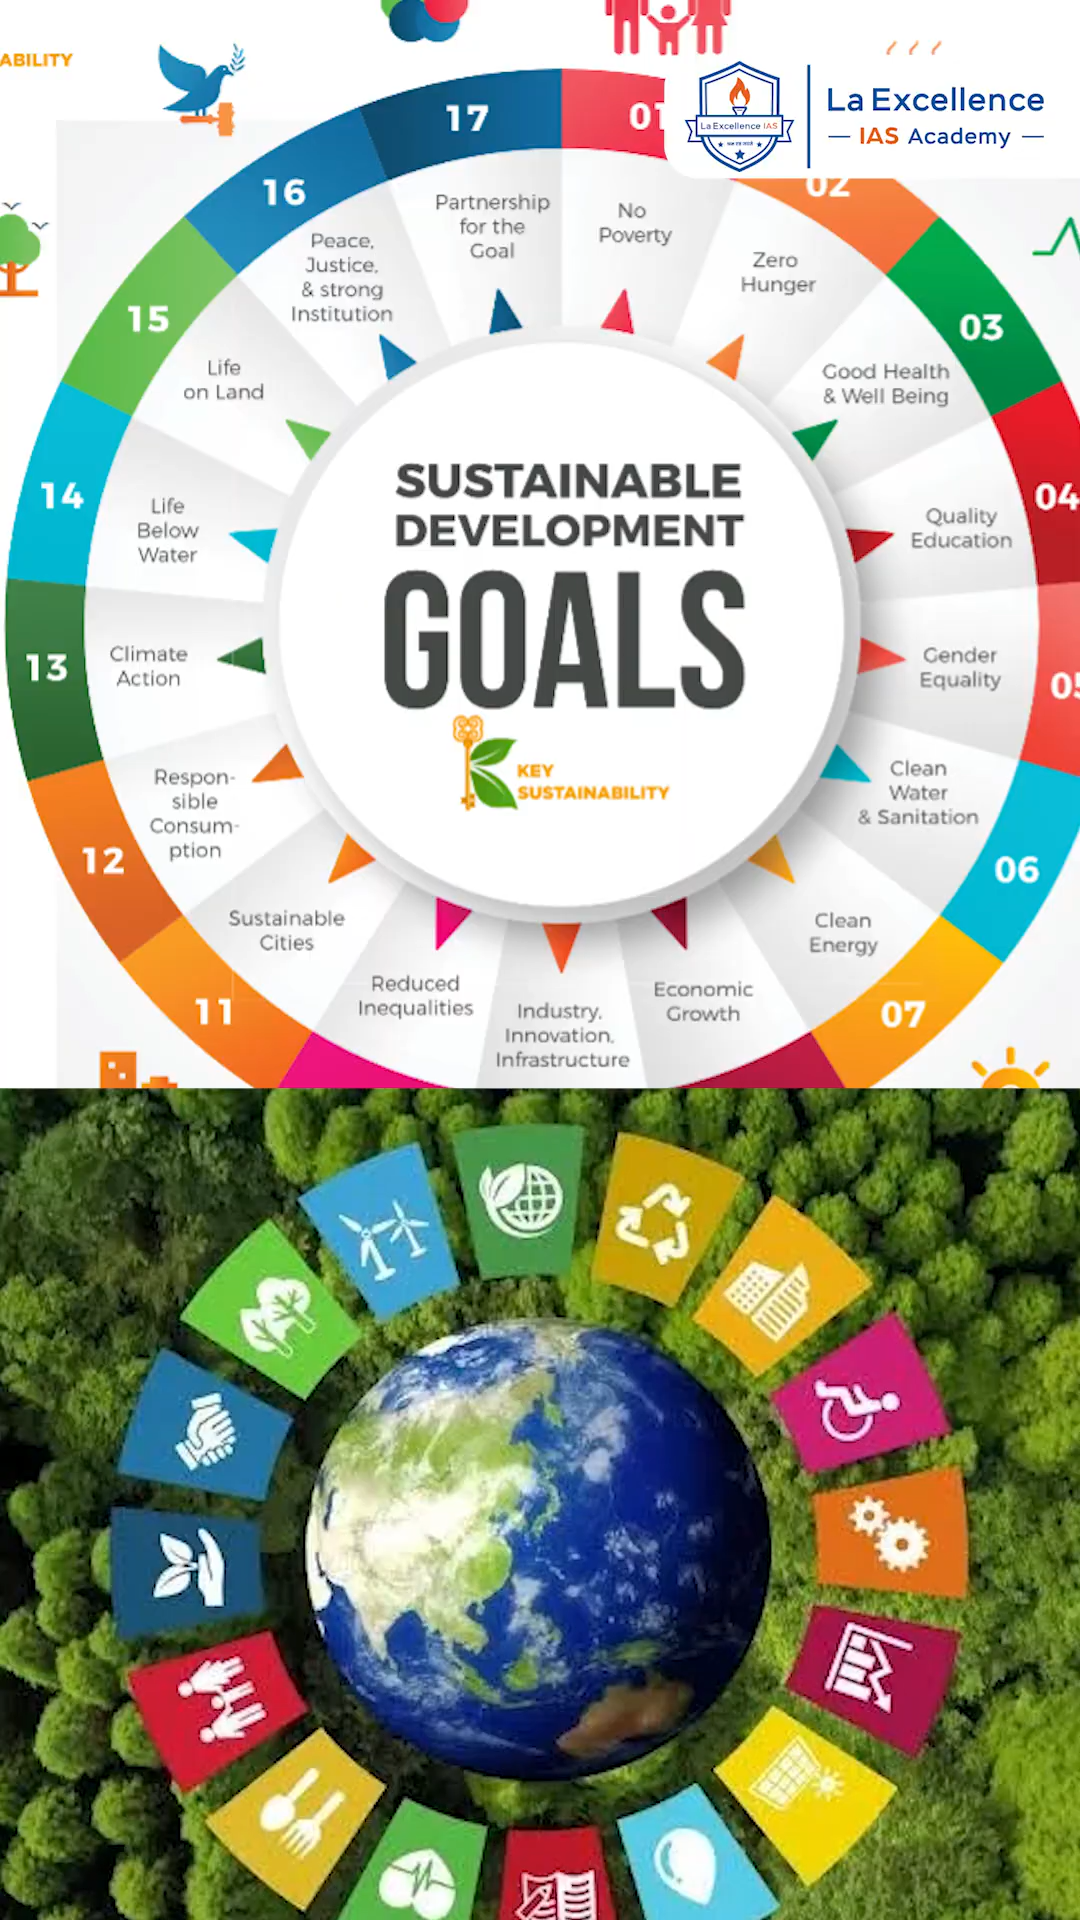 ABILITY
La Excellence IAS
La Excellence
IAS Academy
17
01
16
02
15
03
14
04
13
05
12
06
11
07
Partnership
for the
Goal
No
Poverty
Peace,
Justice,
& strong
Institution
Zero
Hunger
Life
on Land
Good Health
& Well Being
Life
Below
Water
Quality
Education
Climate
Action
Gender
Equality
Respon-
sible
Consum-
ption
Clean
Water
& Sanitation
Sustainable
Cities
Clean
Energy
Reduced
Inequalities
Economic
Growth
Industry,
Innovation,
Infrastructure
SUSTAINABLE
DEVELOPMENT
GOALS
KEY
SUSTAINABILITY